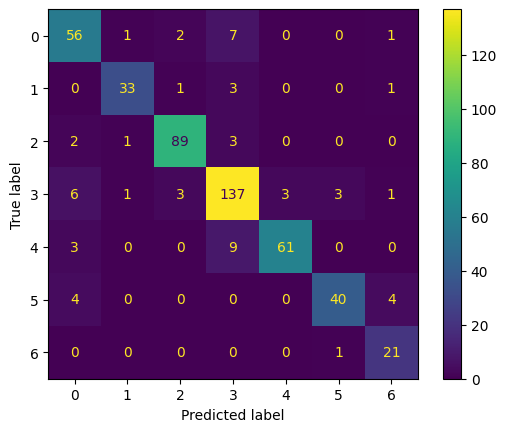 True label
0 56 1 2 7 0 0 1
1 0 33 1 3 0 0 1
2 2 1 89 3 0 0 0
3 6 1 3 137 3 3 1
4 3 0 0 9 61 0 0
5 4 0 0 0 0 40 4
6 0 0 0 0 0 1 21
0 1 2 3 4 5 6
Predicted label
120
100
80
60
40
20
0